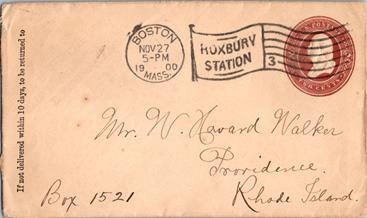 If not delivered within 10 days, to be returned to
BOSTON
NOV 27
5-PM
19 00
MASS.
ROXBURY
STATION
3
Mr. W. Havard Walker
Providence.
Box 1521
Rhode Island.